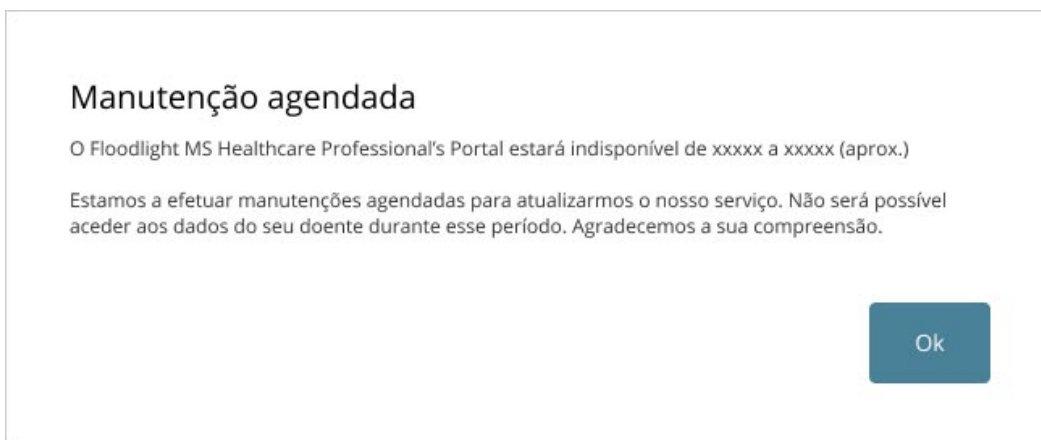 Manutenção agendada
O Floodlight MS Healthcare Professional’s Portal estará indisponível de xxxxx a xxxxx (aprox.)
Estamos a efetuar manutenções agendadas para atualizarmos o nosso serviço. Não será possível
aceder aos dados do seu doente durante esse período. Agradecemos a sua compreensão.
Ok